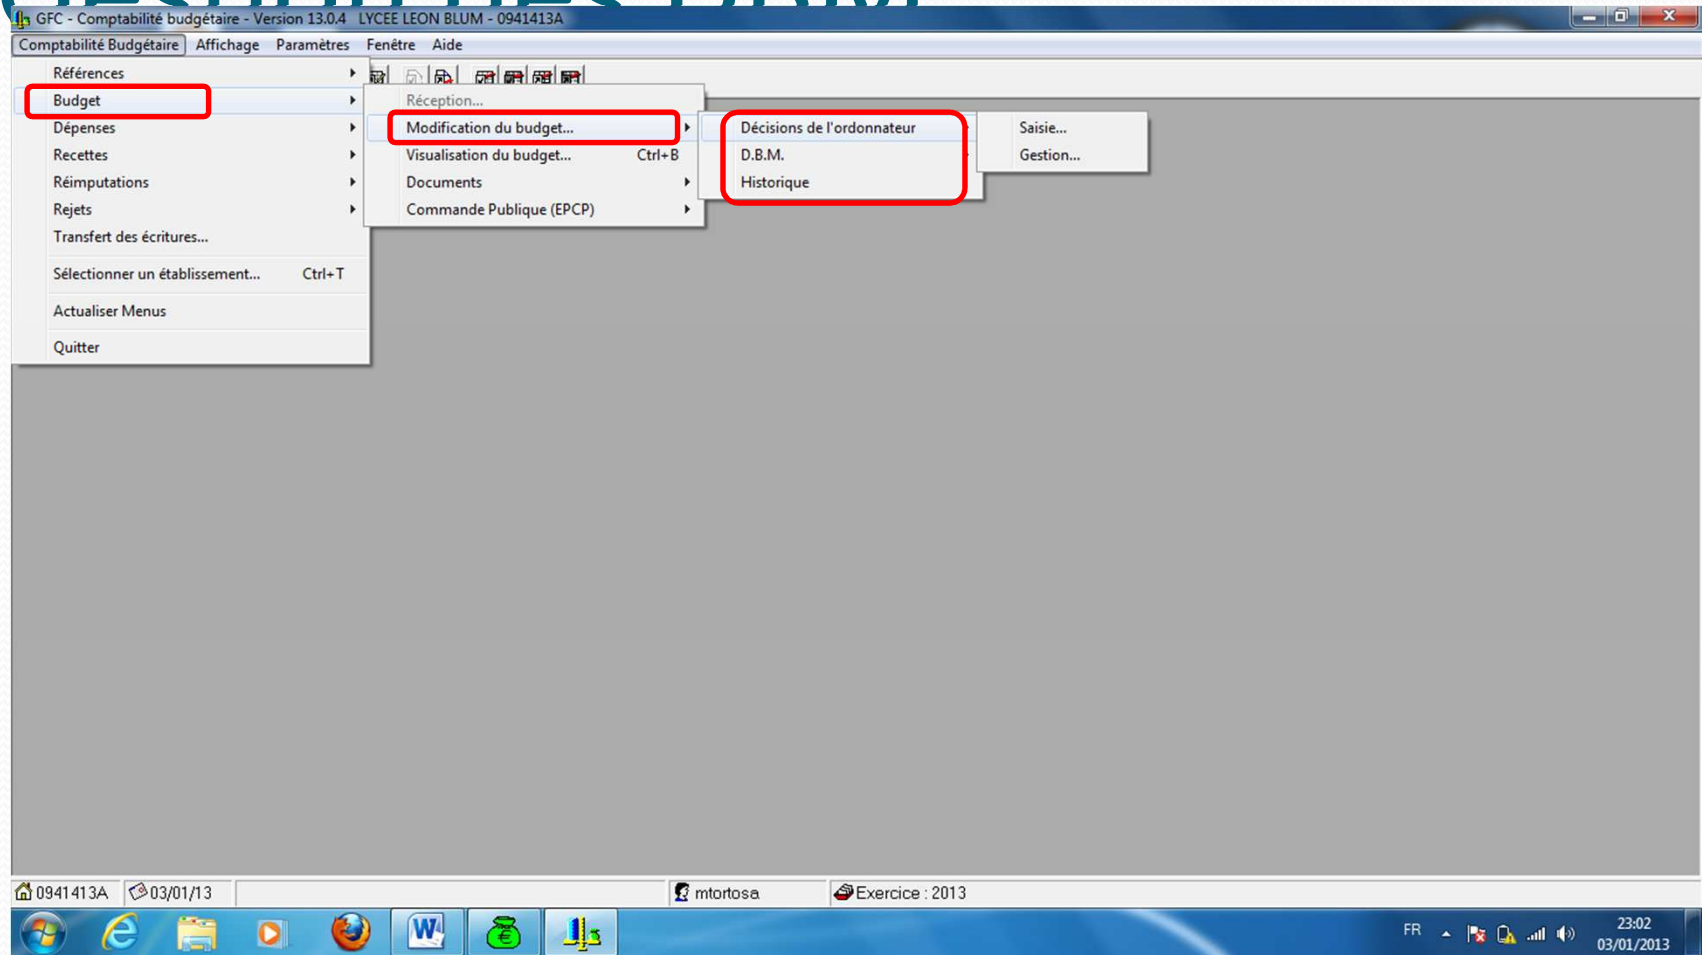 GFC - Comptabilité budgétaire - Version 13.0.4 LYCEE LEON BLUM - 0941413A
Comptabilité Budgétaire Affichage Paramètres Fenêtre Aide
Références
Budget
Dépenses
Recettes
Réimputations
Rejets
Transfert des écritures...
Sélectionner un établissement... Ctrl+T
Actualiser Menus
Quitter
Réception...
Modification du budget...
Visualisation du budget... Ctrl+B
Documents
Commande Publique (EPCP)
Décisions de l'ordonnateur
D.B.M.
Historique
Saisie...
Gestion...
0941413A 03/01/13 mtortosa Exercice : 2013
FR 23:02
03/01/2013